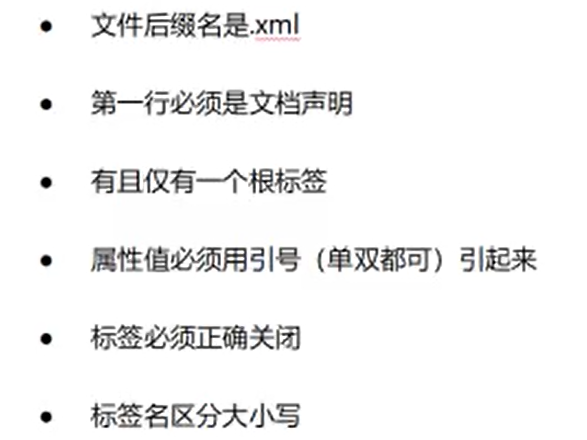 ● 文件后缀名是.xml
● 第一行必须是文档声明
● 有且仅有一个根标签
● 属性值必须用引号（单双都可）引起来
● 标签必须正确关闭
● 标签名区分大小写